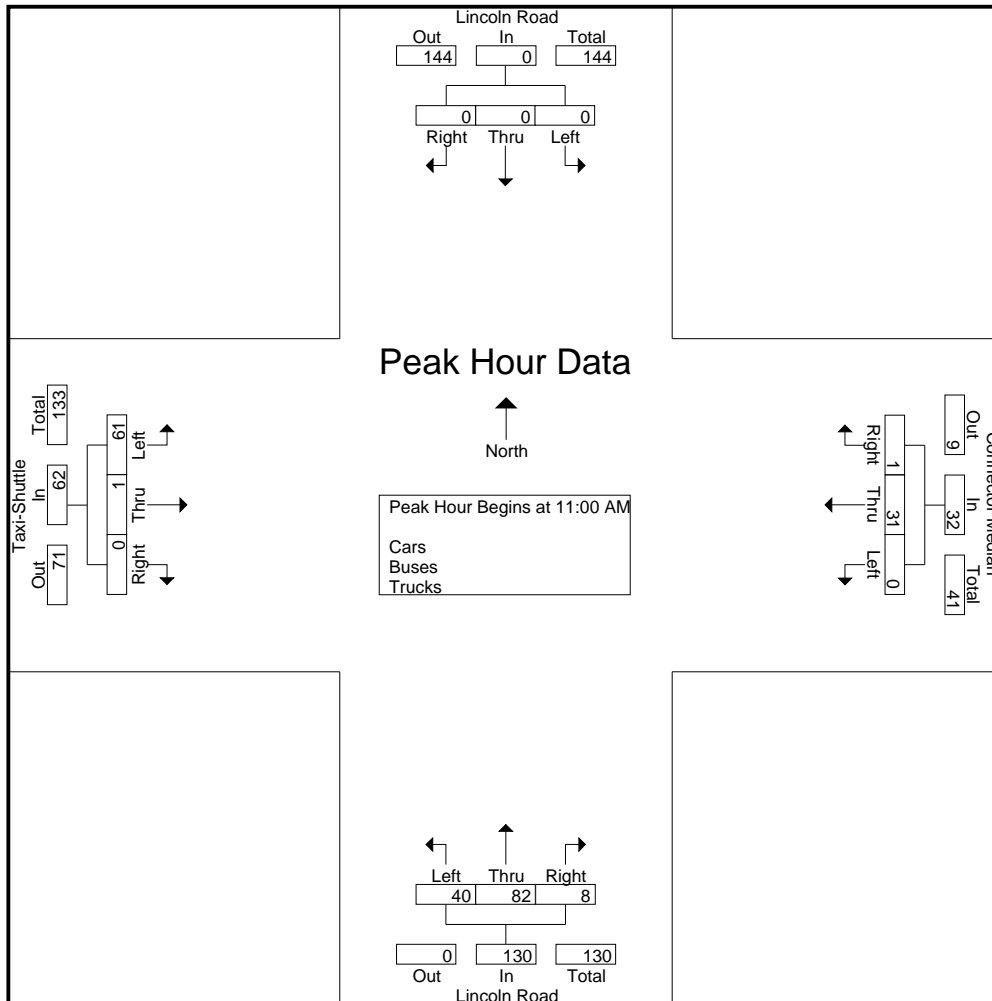 Lincoln Road
Out In Total
144 0 144
0 0 0
Right Thru Left
Peak Hour Data
North
Peak Hour Begins at 11:00 AM
Cars
Buses
Trucks
Taxi-Shuttle
Out In Total
71 62 133
0 1 61
Right Thru Left
Connector Median
Out In Total
9 32 41
1 31 0
Right Thru Left
Left Thru Right
40 82 8
0 130 130
Out In Total
Lincoln Road